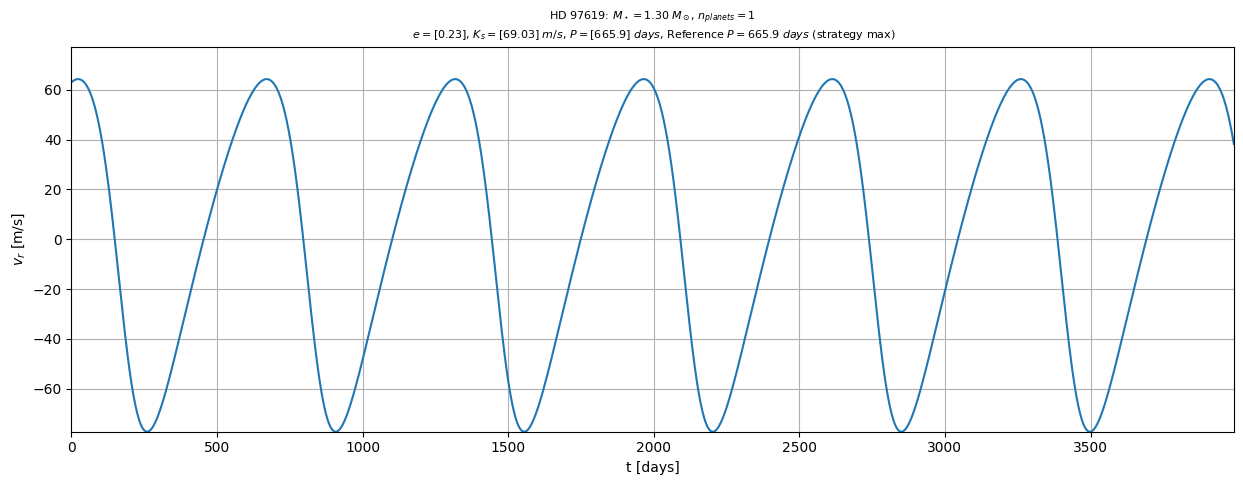 HD 97619: M⋆ = 1.30 M⊙, nplanets = 1
e = [0.23], Ks = [69.03] m/s, P = [665.9] days, Reference P = 665.9 days (strategy max)
60
40
20
0
−20
−40
−60
vr [m/s]
0 500 1000 1500 2000 2500 3000 3500
t [days]